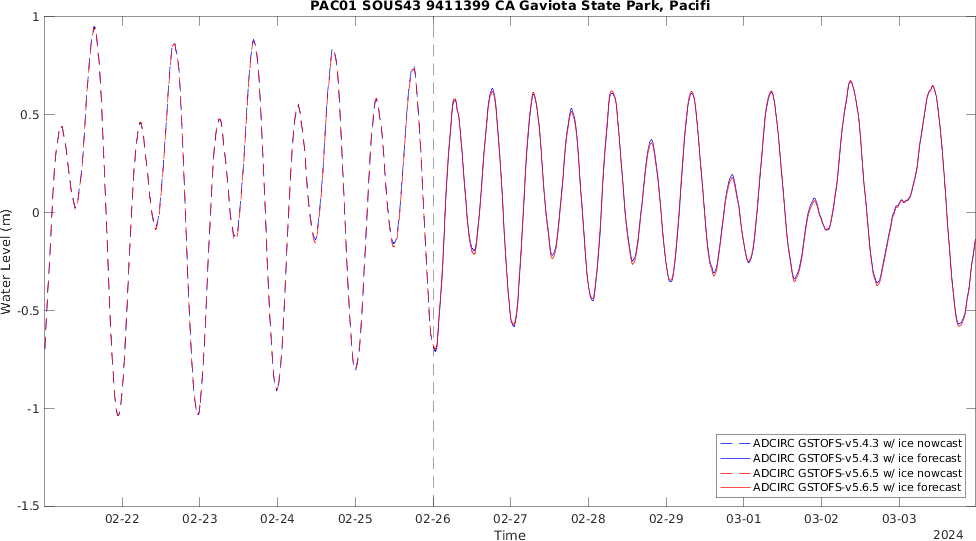 PAC01 SOUS43 9411399 CA Gaviota State Park, Pacifi
1
0.5
0
-0.5
-1
-1.5
Water Level (m)
02-22 02-23 02-24 02-25 02-26 02-27 02-28 02-29 03-01 03-02 03-03
Time
2024
ADCIRC GSTOFS-v5.4.3 w/ ice nowcast
ADCIRC GSTOFS-v5.4.3 w/ ice forecast
ADCIRC GSTOFS-v5.6.5 w/ ice nowcast
ADCIRC GSTOFS-v5.6.5 w/ ice forecast